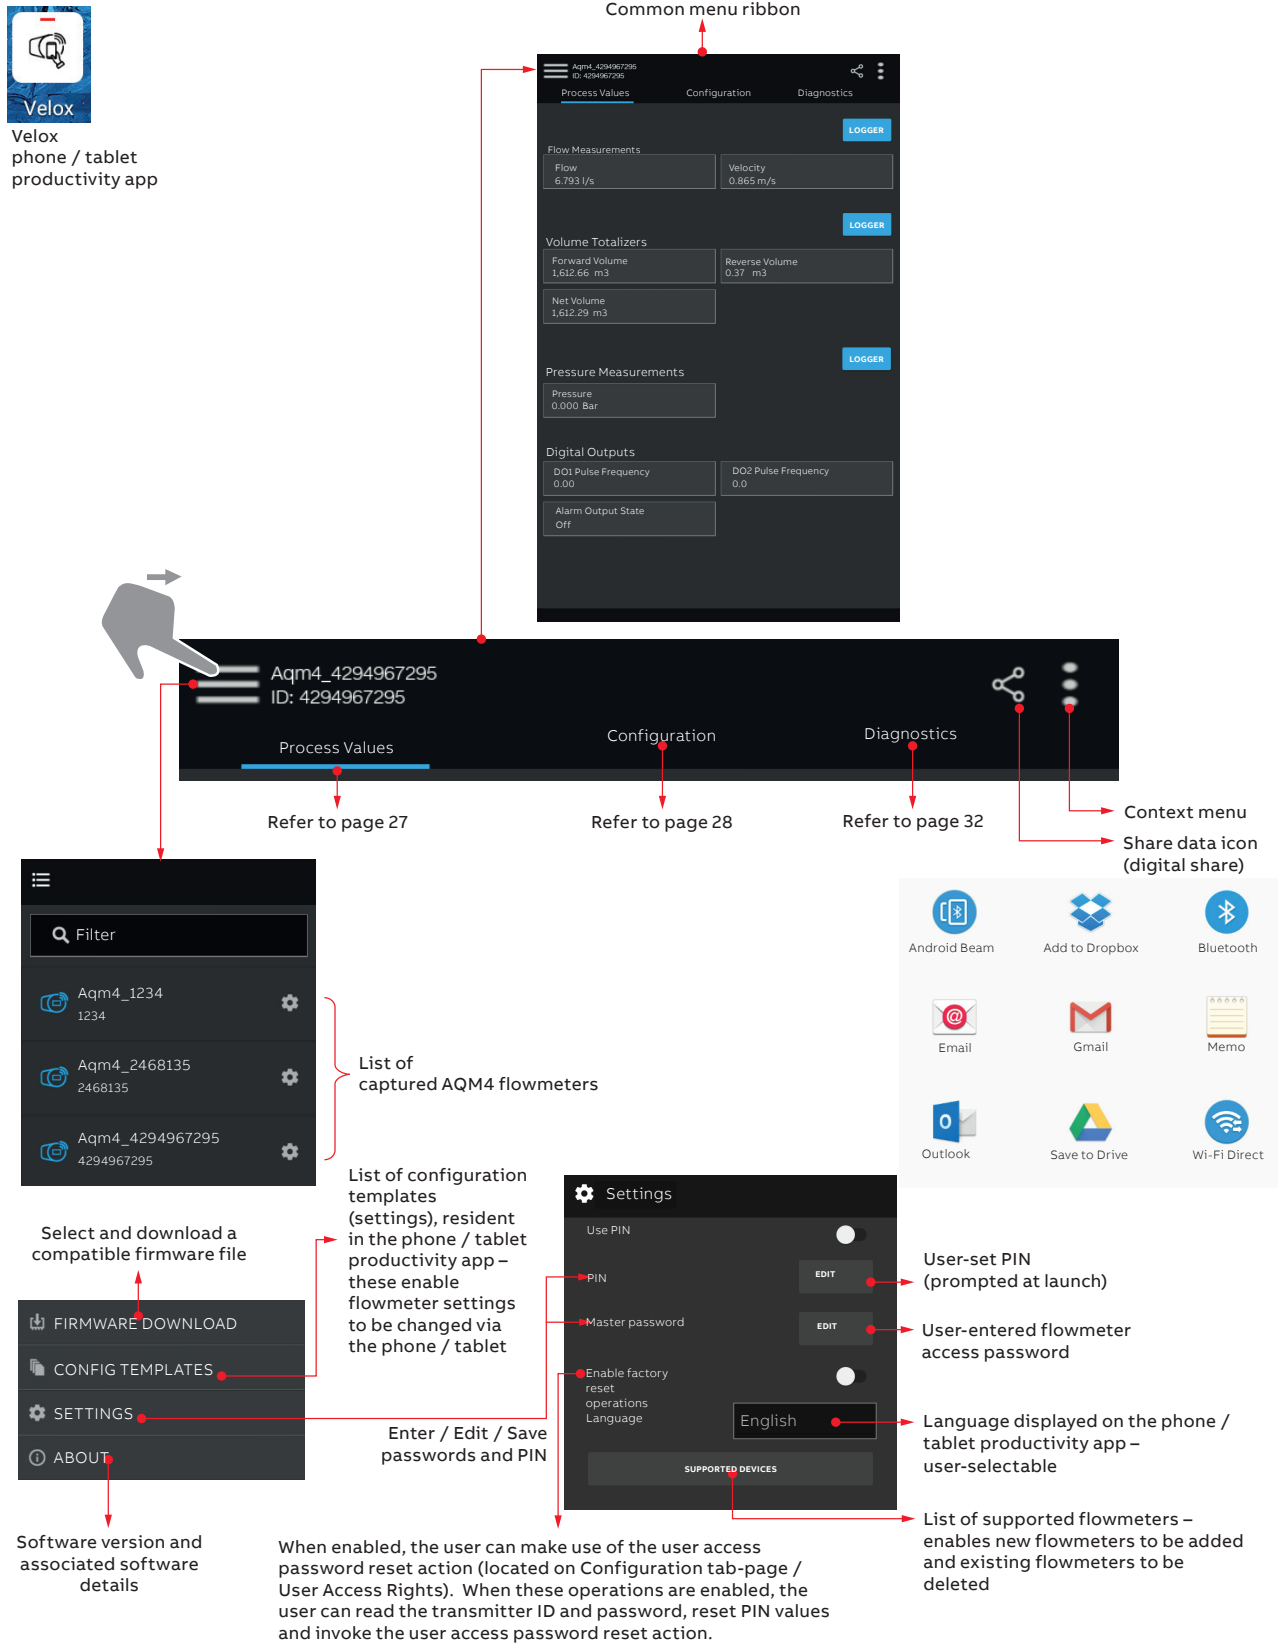 Common menu ribbon
Velox
Velox
phone / tablet
productivity app
Aqm4_4294967295
ID: 4294967295
Process Values
Configuration
Diagnostics
LOGGER
Flow Measurements
Flow
6.793 l/s
Velocity
0.865 m/s
LOGGER
Volume Totalizers
Forward Volume
1,612.66 m3
Reverse Volume
0.37 m3
Net Volume
1,612.29 m3
LOGGER
Pressure Measurements
Pressure
0.000 Bar
Digital Outputs
DO1 Pulse Frequency
0.00
DO2 Pulse Frequency
0.0
Alarm Output State
Off
Aqm4_4294967295
ID: 4294967295
Process Values
Configuration
Diagnostics
Refer to page 27
Refer to page 28
Refer to page 32
Context menu
Share data icon
(digital share)
Filter
Aqm4_1234
1234
Aqm4_2468135
2468135
Aqm4_4294967295
4294967295
List of
captured AQM4 flowmeters
Android Beam
Add to Dropbox
Bluetooth
Email
Gmail
Memo
Outlook
Save to Drive
Wi-Fi Direct
Select and download a
compatible firmware file
List of configuration
templates
(settings), resident
in the phone / tablet
productivity app –
these enable
flowmeter settings
to be changed via
the phone / tablet
FIRMWARE DOWNLOAD
CONFIG TEMPLATES
SETTINGS
ABOUT
Enter / Edit / Save
passwords and PIN
Software version and
associated software
details
Settings
Use PIN
PIN
EDIT
Master password
EDIT
Enable factory
reset
operations
Language
English
SUPPORTED DEVICES
User-set PIN
(prompted at launch)
User-entered flowmeter
access password
Language displayed on the phone /
tablet productivity app –
user-selectable
List of supported flowmeters –
enables new flowmeters to be added
and existing flowmeters to be
deleted
When enabled, the user can make use of the user access
password reset action (located on Configuration tab-page /
User Access Rights). When these operations are enabled, the
user can read the transmitter ID and password, reset PIN values
and invoke the user access password reset action.